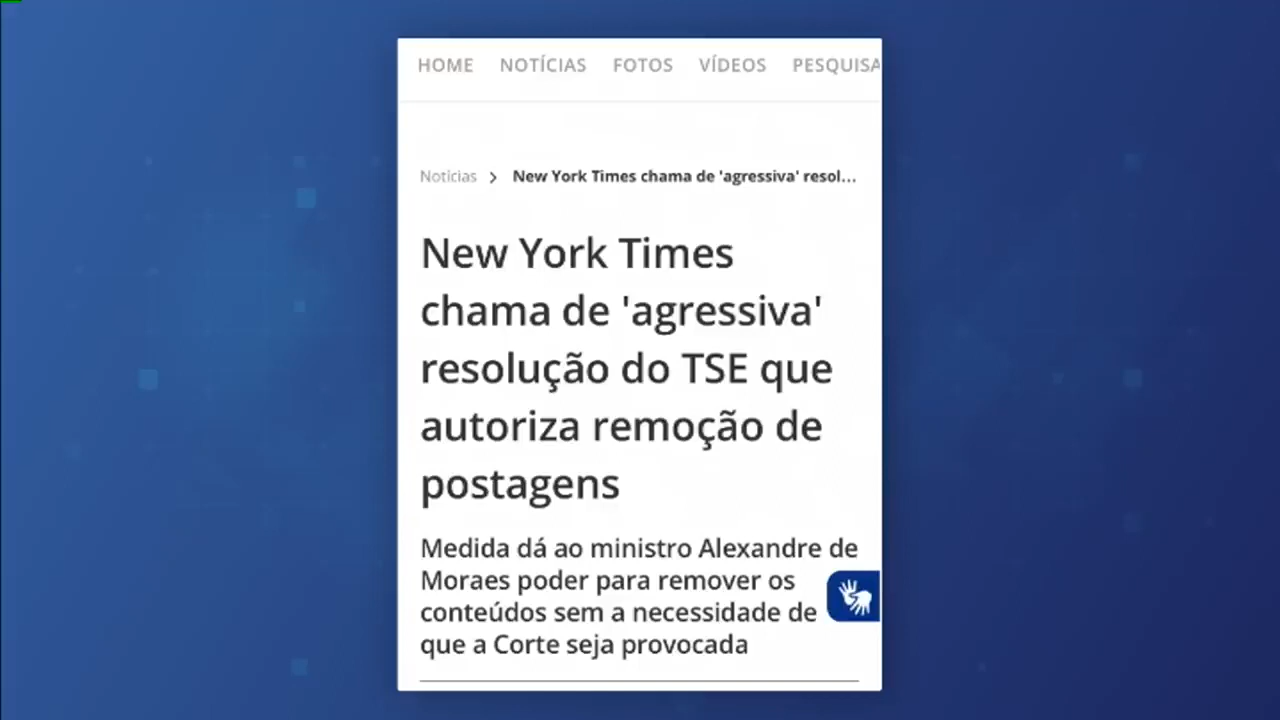 HOME NOTÍCIAS FOTOS VÍDEOS PESQUISA
Notícias > New York Times chama de 'agressiva' resol...
New York Times
chama de 'agressiva'
resolução do TSE que
autoriza remoção de
postagens
Medida dá ao ministro Alexandre de
Moraes poder para remover os
conteúdos sem a necessidade de
que a Corte seja provocada